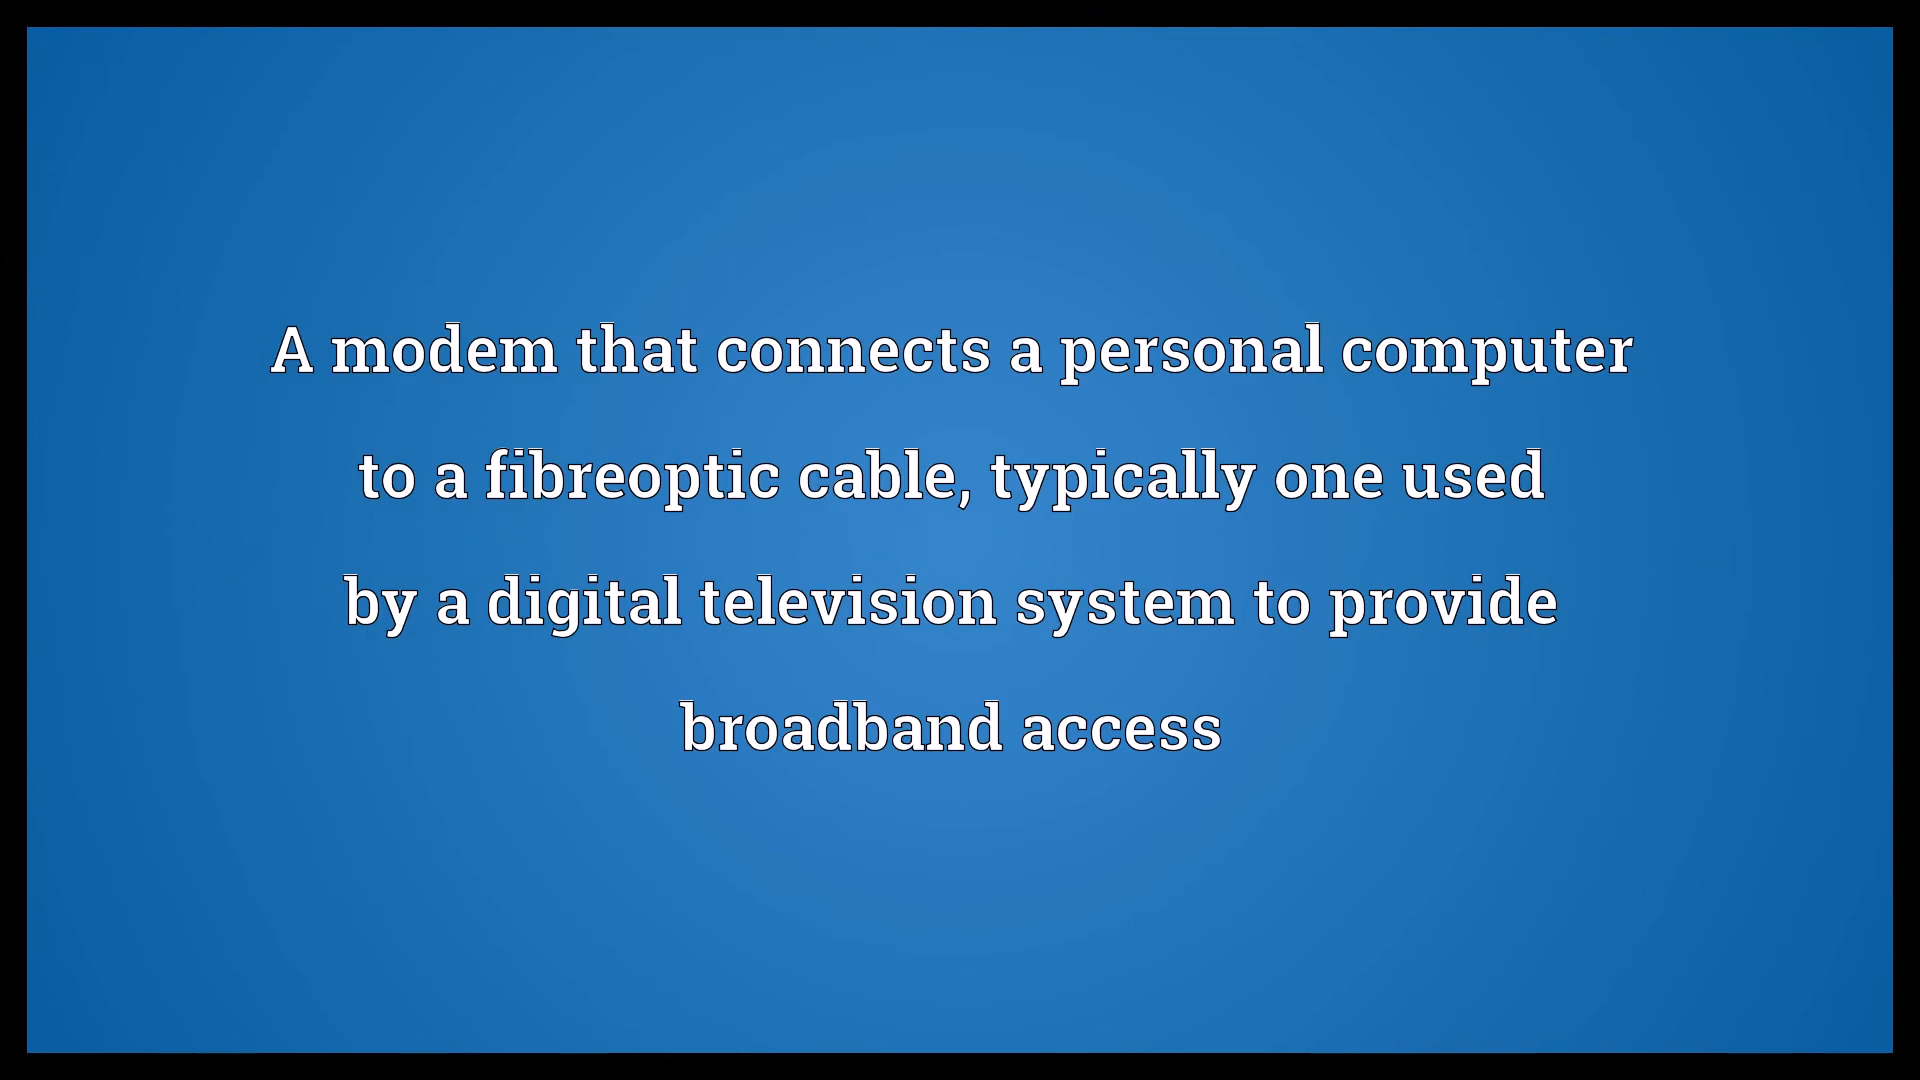 A modem that connects a personal computer
to a fibreoptic cable, typically one used
by a digital television system to provide
broadband access